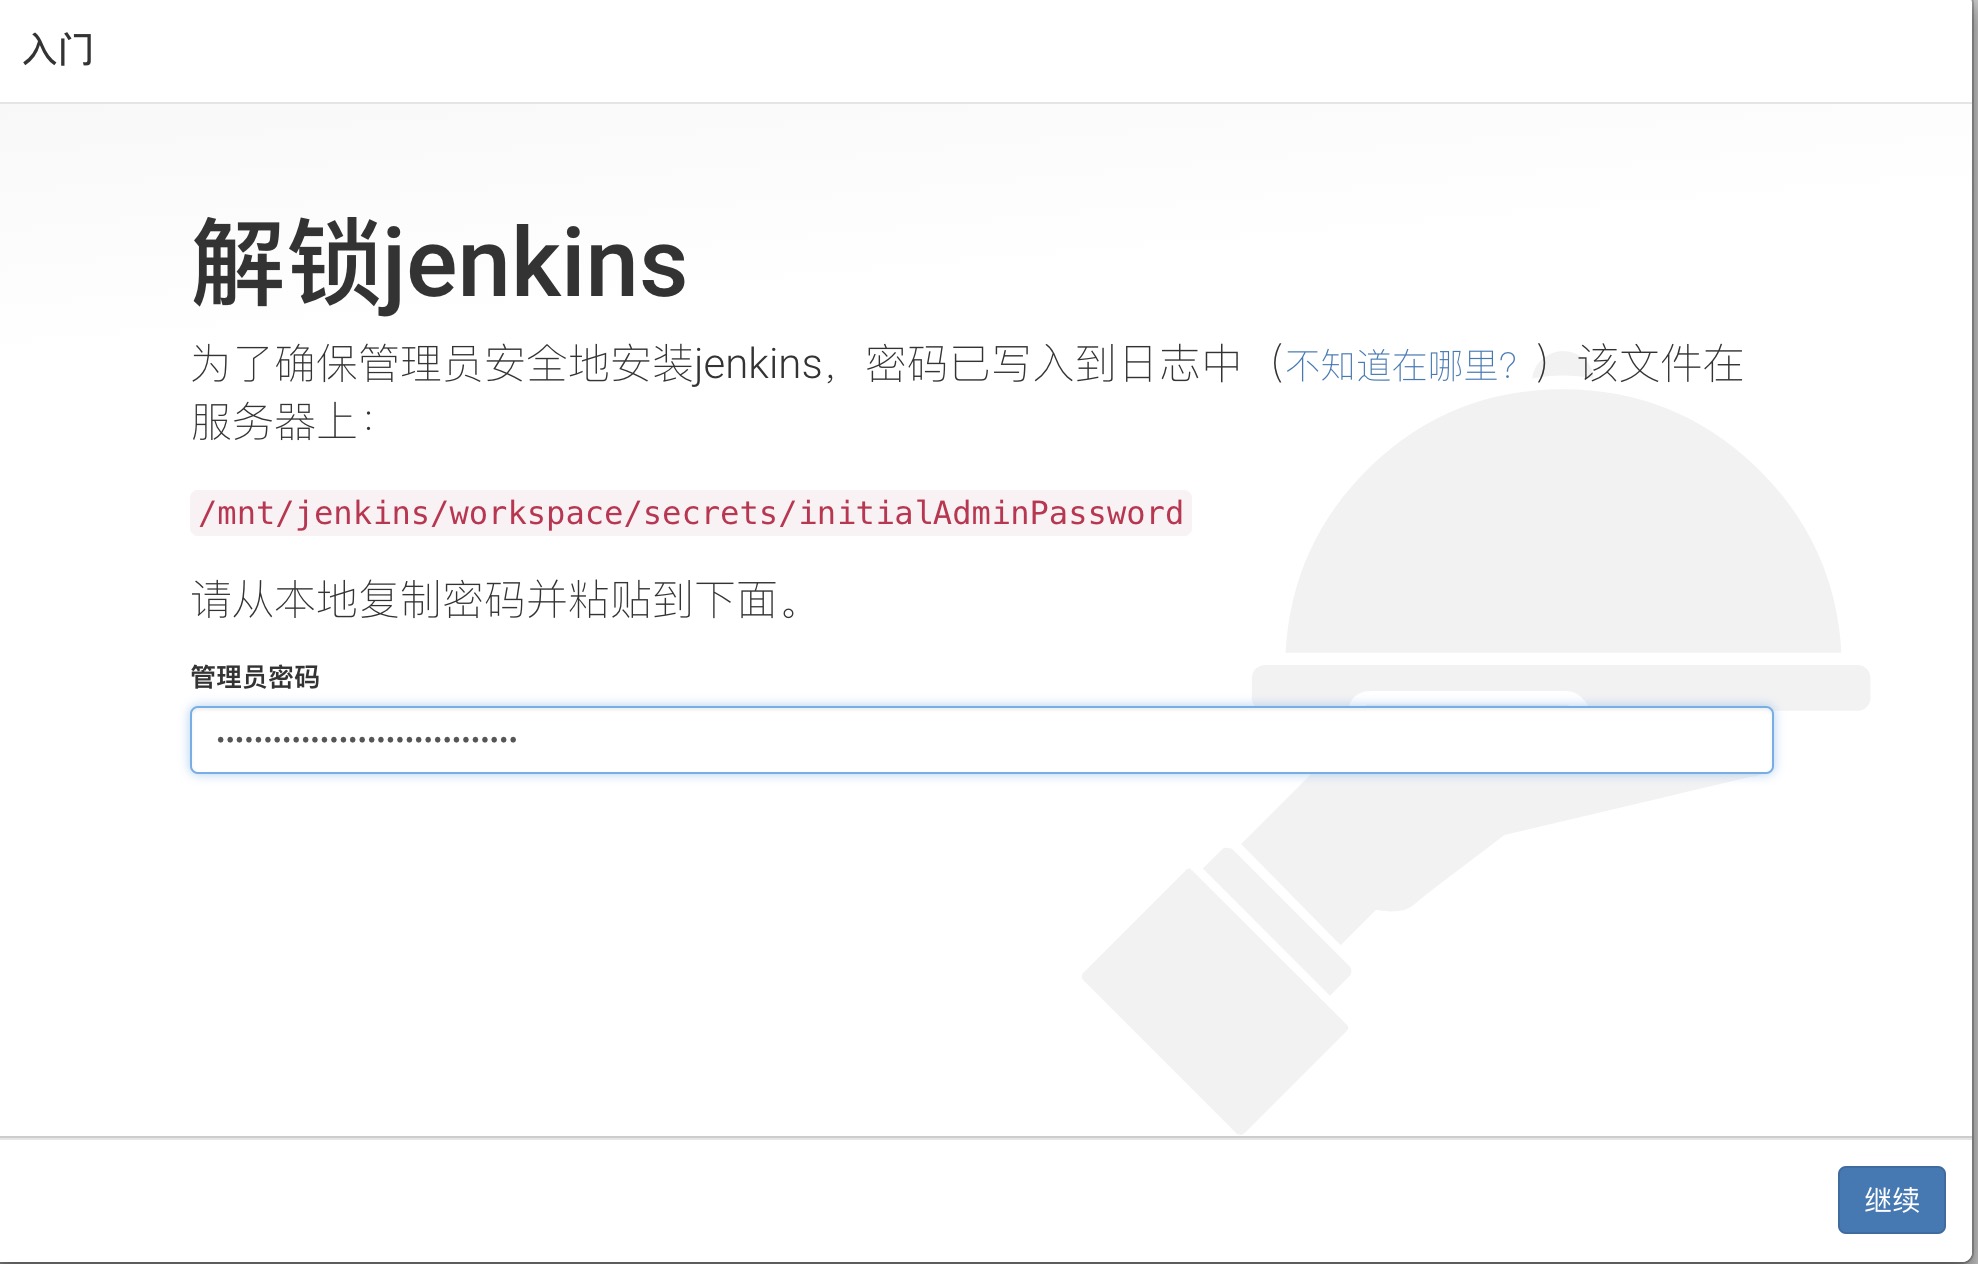 入门
解锁jenkins
为了确保管理员安全地安装jenkins，密码已写入到日志中（不知道在哪里？）该文件在
服务器上：
/mnt/jenkins/workspace/secrets/initialAdminPassword
请从本地复制密码并粘贴到下面。
管理员密码
••••••••••••••••••••••••••••••••
继续